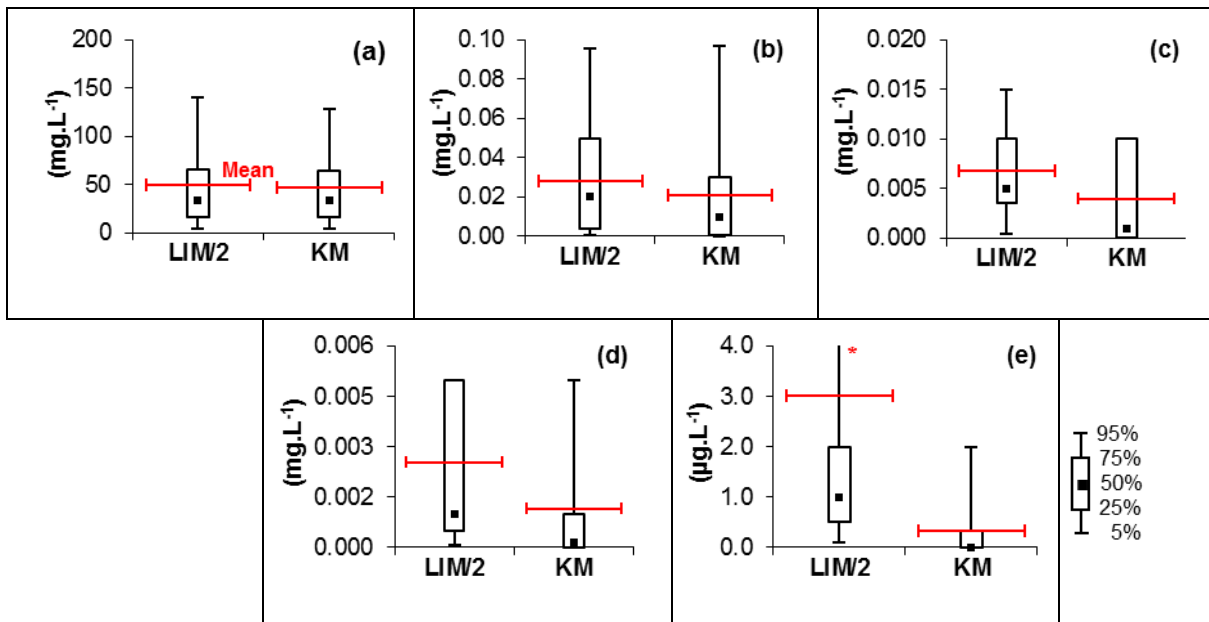 (a)
200
150
100
50
0
(mg.L⁻¹)
Mean
LIM/2 KM
(b)
0.10
0.08
0.06
0.04
0.02
0.00
(mg.L⁻¹)
LIM/2 KM
(c)
0.020
0.015
0.010
0.005
0.000
(mg.L⁻¹)
LIM/2 KM
(d)
0.006
0.005
0.003
0.002
0.000
(mg.L⁻¹)
LIM/2 KM
(e)
4.0
3.0
2.0
1.0
0.0
(µg.L⁻¹)
*
LIM/2 KM
95%
75%
50%
25%
5%